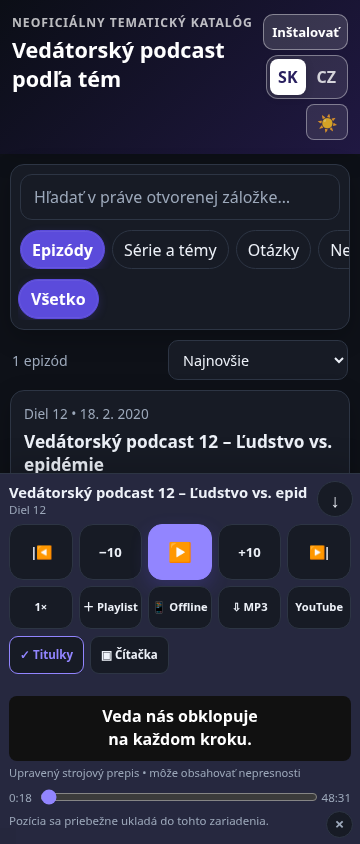 NEOFICIÁLNY TEMATICKÝ KATALÓG
Vedátorský podcast
podľa tém
Inštalovať
SK CZ
Hľadať v práve otvorenej záložke...
Epizódy Série a témy Otázky Ne
Všetko
1 epizód Najnovšie
Diel 12 • 18. 2. 2020
Vedátorský podcast 12 – Ľudstvo vs.
epidémie
Vedátorský podcast 12 – Ľudstvo vs. epid
Diel 12
−10 +10
1× + Playlist Offline ⇩ MP3 YouTube
✓ Titulky Čítačka
Veda nás obklopuje
na každom kroku.
Upravený strojový prepis • môže obsahovať nepresnosti
0:18 48:31
Pozícia sa priebežne ukladá do tohto zariadenia.